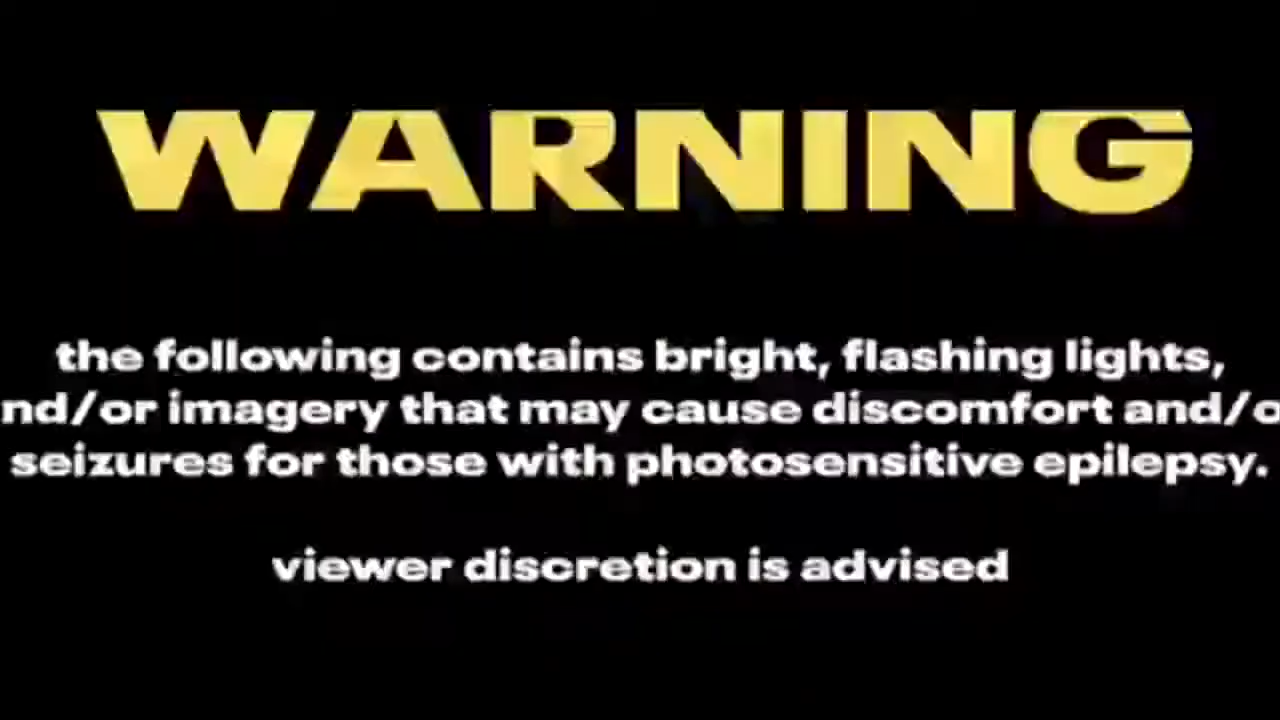 WARNING
the following contains bright, flashing lights,
nd/or imagery that may cause discomfort and/o
seizures for those with photosensitive epilepsy.
viewer discretion is advised